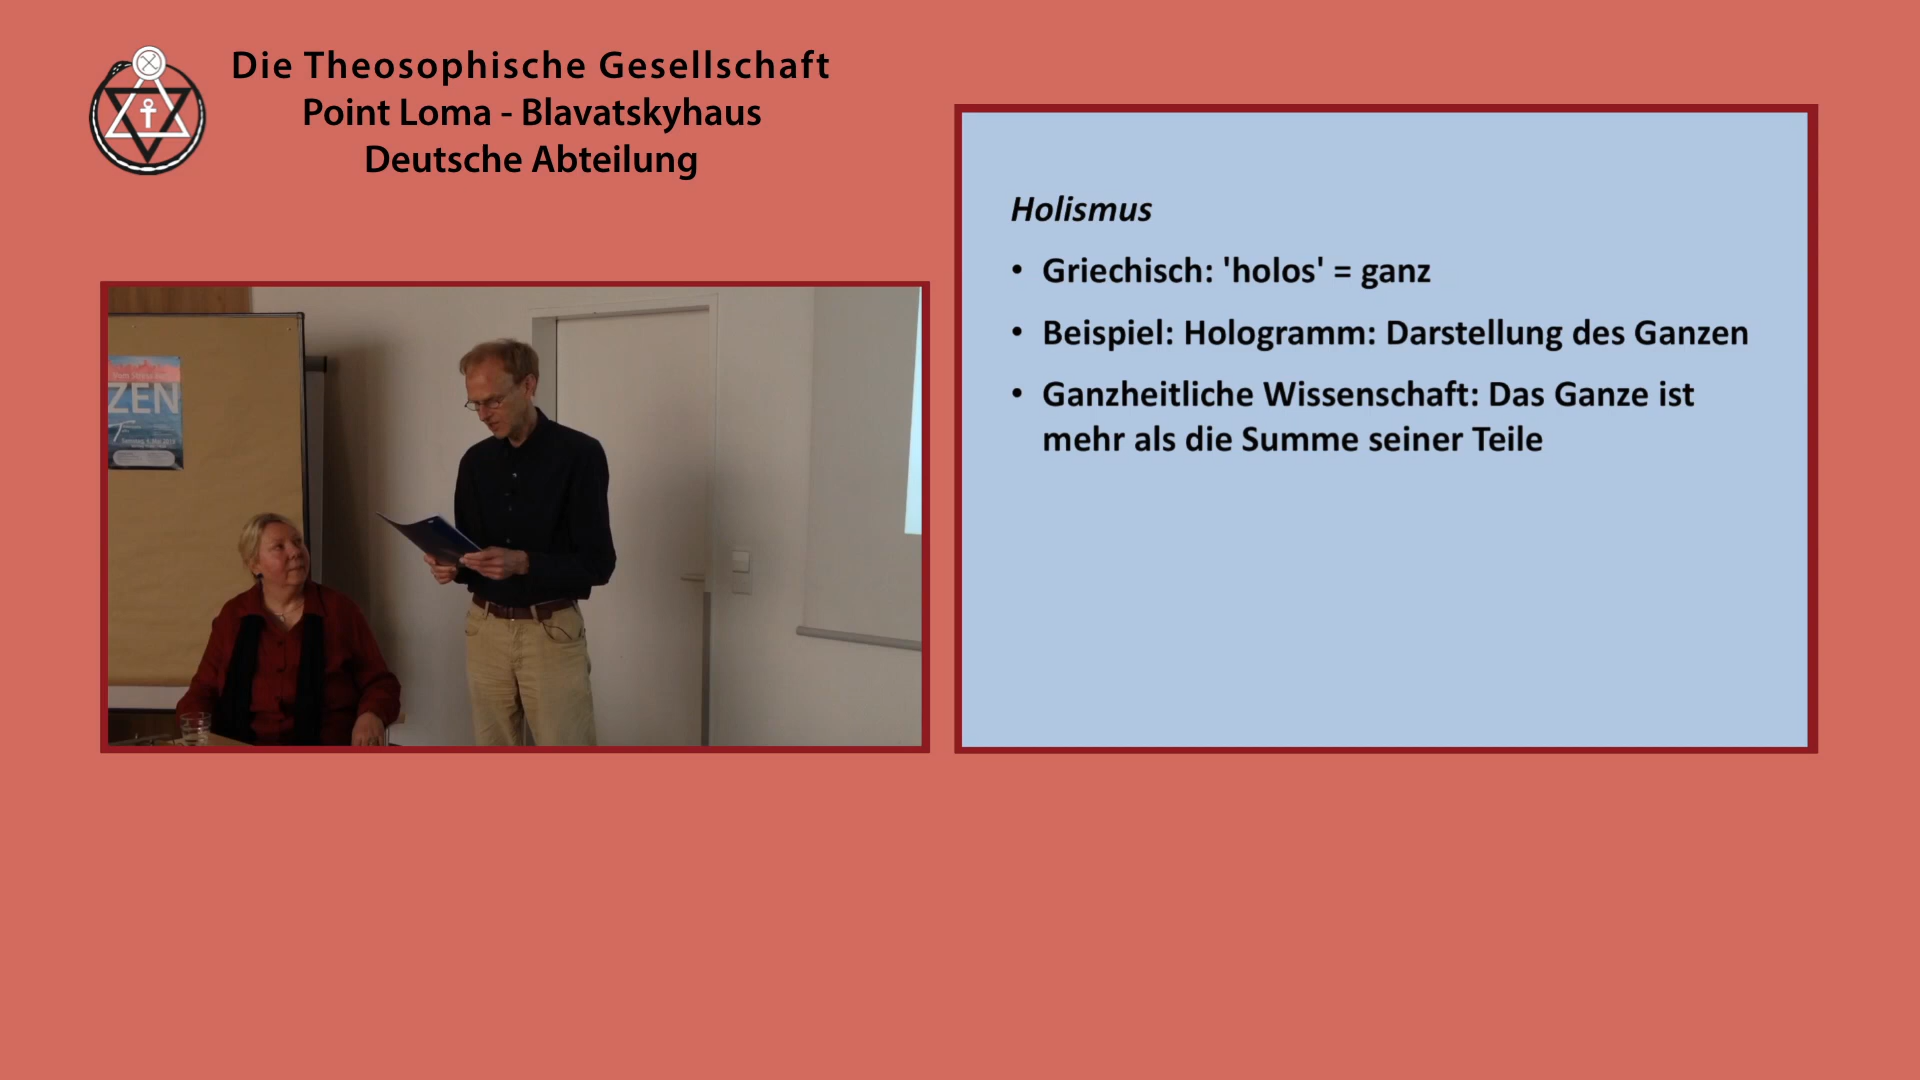 Die Theosophische Gesellschaft
Point Loma - Blavatskyhaus
Deutsche Abteilung
Holismus
• Griechisch: 'holos' = ganz
• Beispiel: Hologramm: Darstellung des Ganzen
• Ganzheitliche Wissenschaft: Das Ganze ist
mehr als die Summe seiner Teile
ZEN